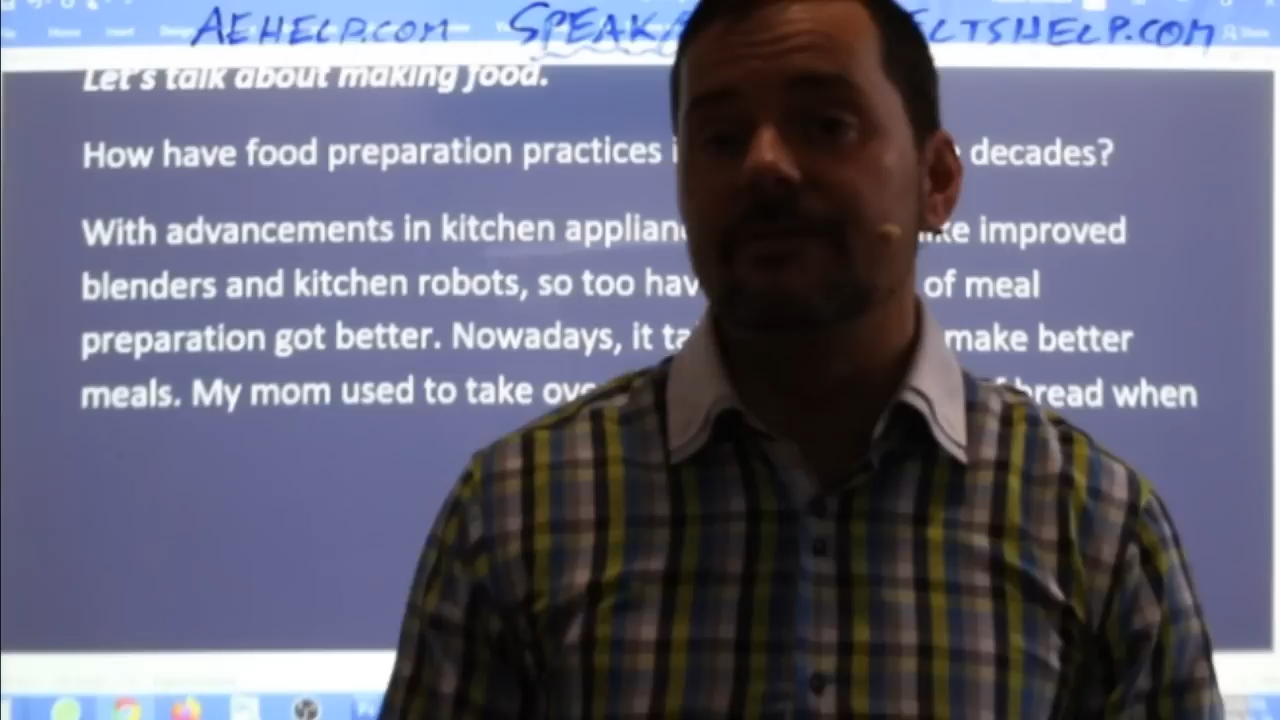 AEHELP.COM SPEAK ELTSHELP.COM
Let's talk about making food.
How have food preparation practices i decades?
With advancements in kitchen applian like improved
blenders and kitchen robots, so too hav of meal
preparation got better. Nowadays, it ta make better
meals. My mom used to take ove f bread when